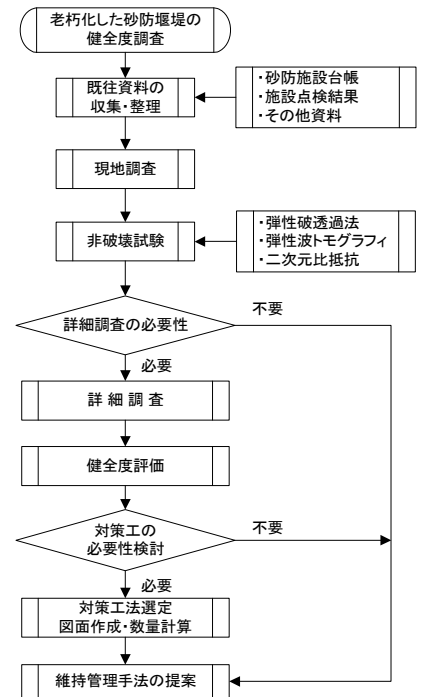 老朽化した砂防堰堤の
健全度調査
既往資料の
収集・整理
・砂防施設台帳
・施設点検結果
・その他資料
現地調査
非破壊試験
・弾性破透過法
・弾性波トモグラフィ
・二次元比抵抗
詳細調査の必要性
不要
必要
詳 細 調 査
健全度評価
対策工の
必要性検討
不要
必要
対策工法選定
図面作成・数量計算
維持管理手法の提案